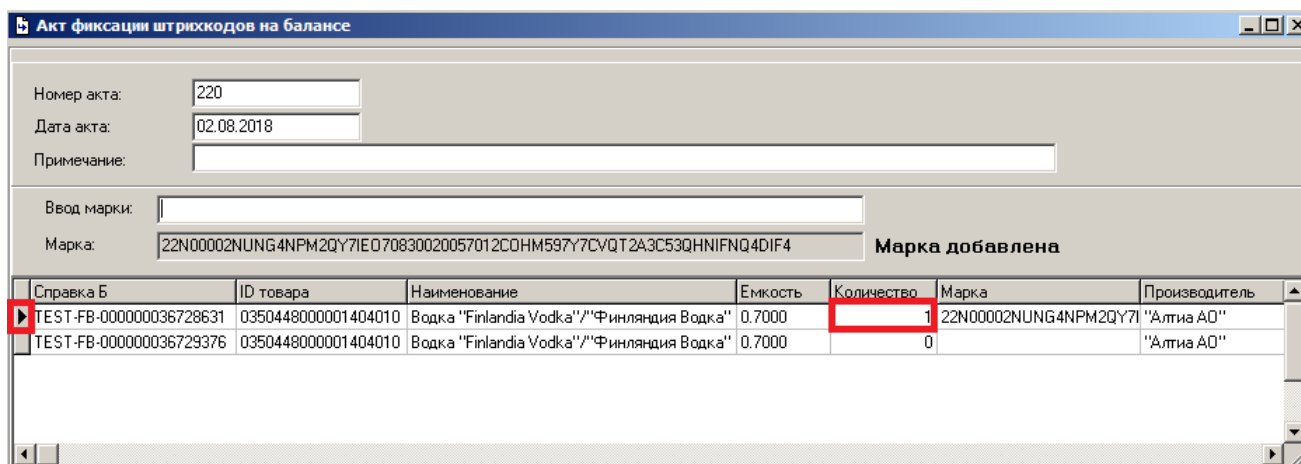 Акт фиксации штрихкодов на балансе
Номер акта: 220
Дата акта: 02.08.2018
Примечание:
Ввод марки:
Марка: 22N00002NUNG4NPM2QY7IEO70830020057012COHM597Y7CVQT2A3C53QHNIFNQ4DIF4 Марка добавлена
Справка Б ID товара Наименование Емкость Количество Марка Производитель
TEST-FB-000000036728631 0350448000001404010 Водка "Finlandia Vodka"/"Финляндия Водка" 0.7000 1 22N00002NUNG4NPM2QY7I "Алтиа АО"
TEST-FB-000000036729376 0350448000001404010 Водка "Finlandia Vodka"/"Финляндия Водка" 0.7000 0 "Алтиа АО"